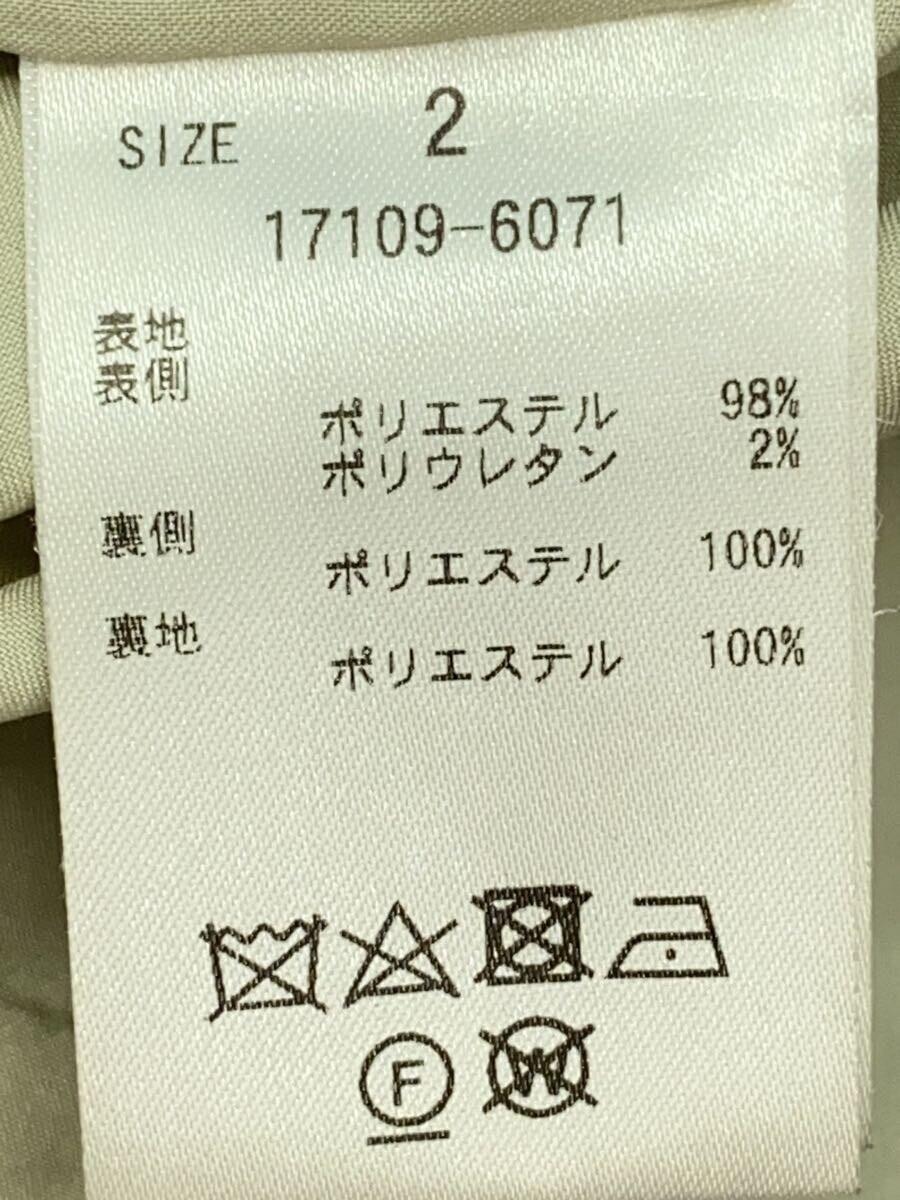 SIZE 2
17109-6071
表地
表側
ポリエステル 98%
ポリウレタン 2%
裏側
ポリエステル 100%
裏地
ポリエステル 100%
F
W